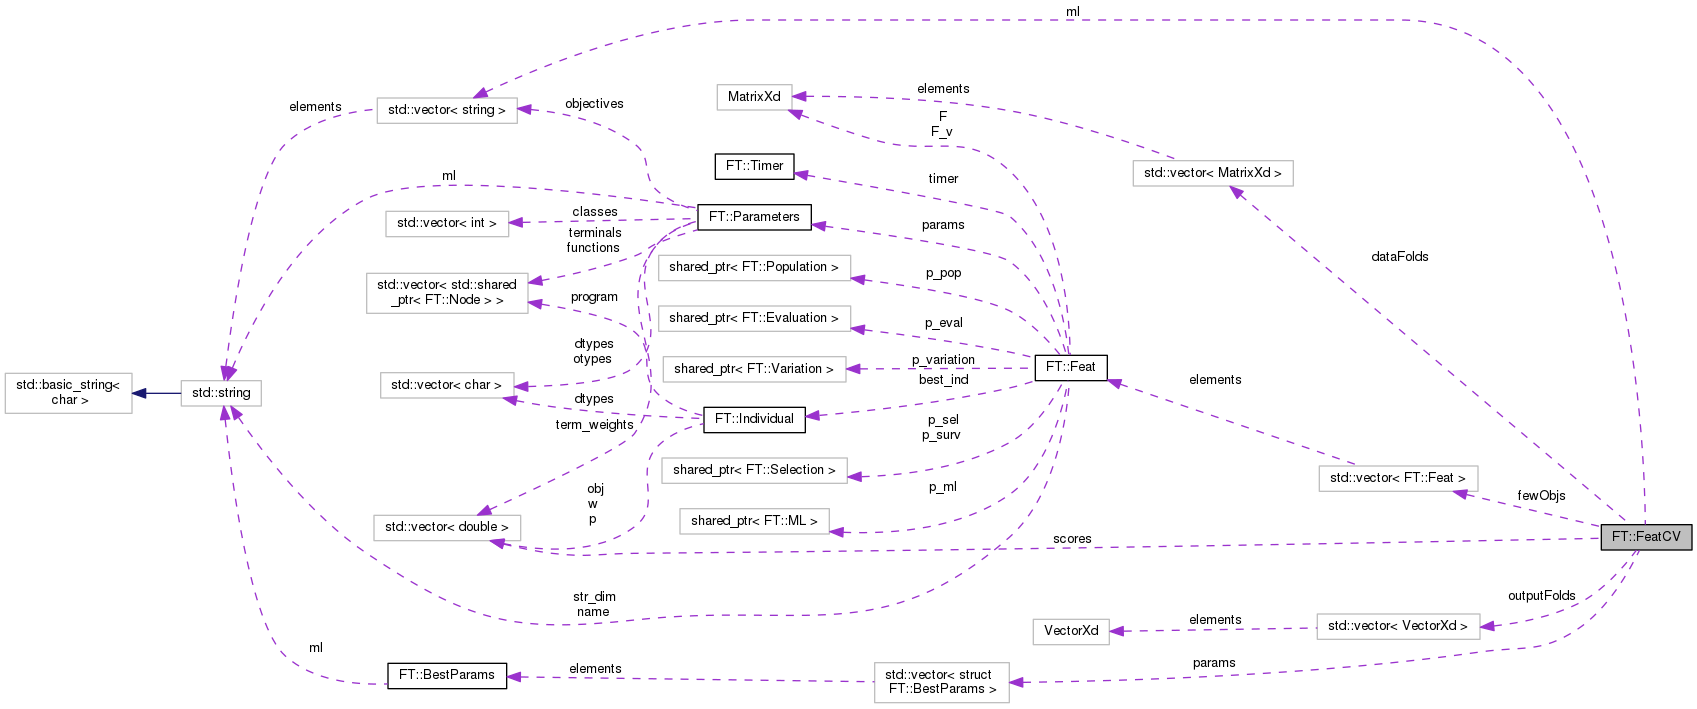 ml
elements
MatrixXd
elements
objectives
std::vector< string >
F
F_v
FT::Timer
timer
std::vector< MatrixXd >
ml
classes
FT::Parameters
params
std::vector< int >
terminals
functions
dataFolds
shared_ptr< FT::Population >
p_pop
std::vector< std::shared
_ptr< FT::Node > >
program
shared_ptr< FT::Evaluation >
p_eval
dtypes
otypes
shared_ptr< FT::Variation >
p_variation
FT::Feat
best_ind
elements
std::basic_string<
char >
std::string
std::vector< char >
dtypes
FT::Individual
term_weights
p_sel
p_surv
shared_ptr< FT::Selection >
std::vector< FT::Feat >
obj
w
p
p_ml
fewObjs
std::vector< double >
shared_ptr< FT::ML >
scores
FT::FeatCV
str_dim
name
outputFolds
VectorXd
elements
std::vector< VectorXd >
ml
FT::BestParams
elements
std::vector< struct
FT::BestParams >
params